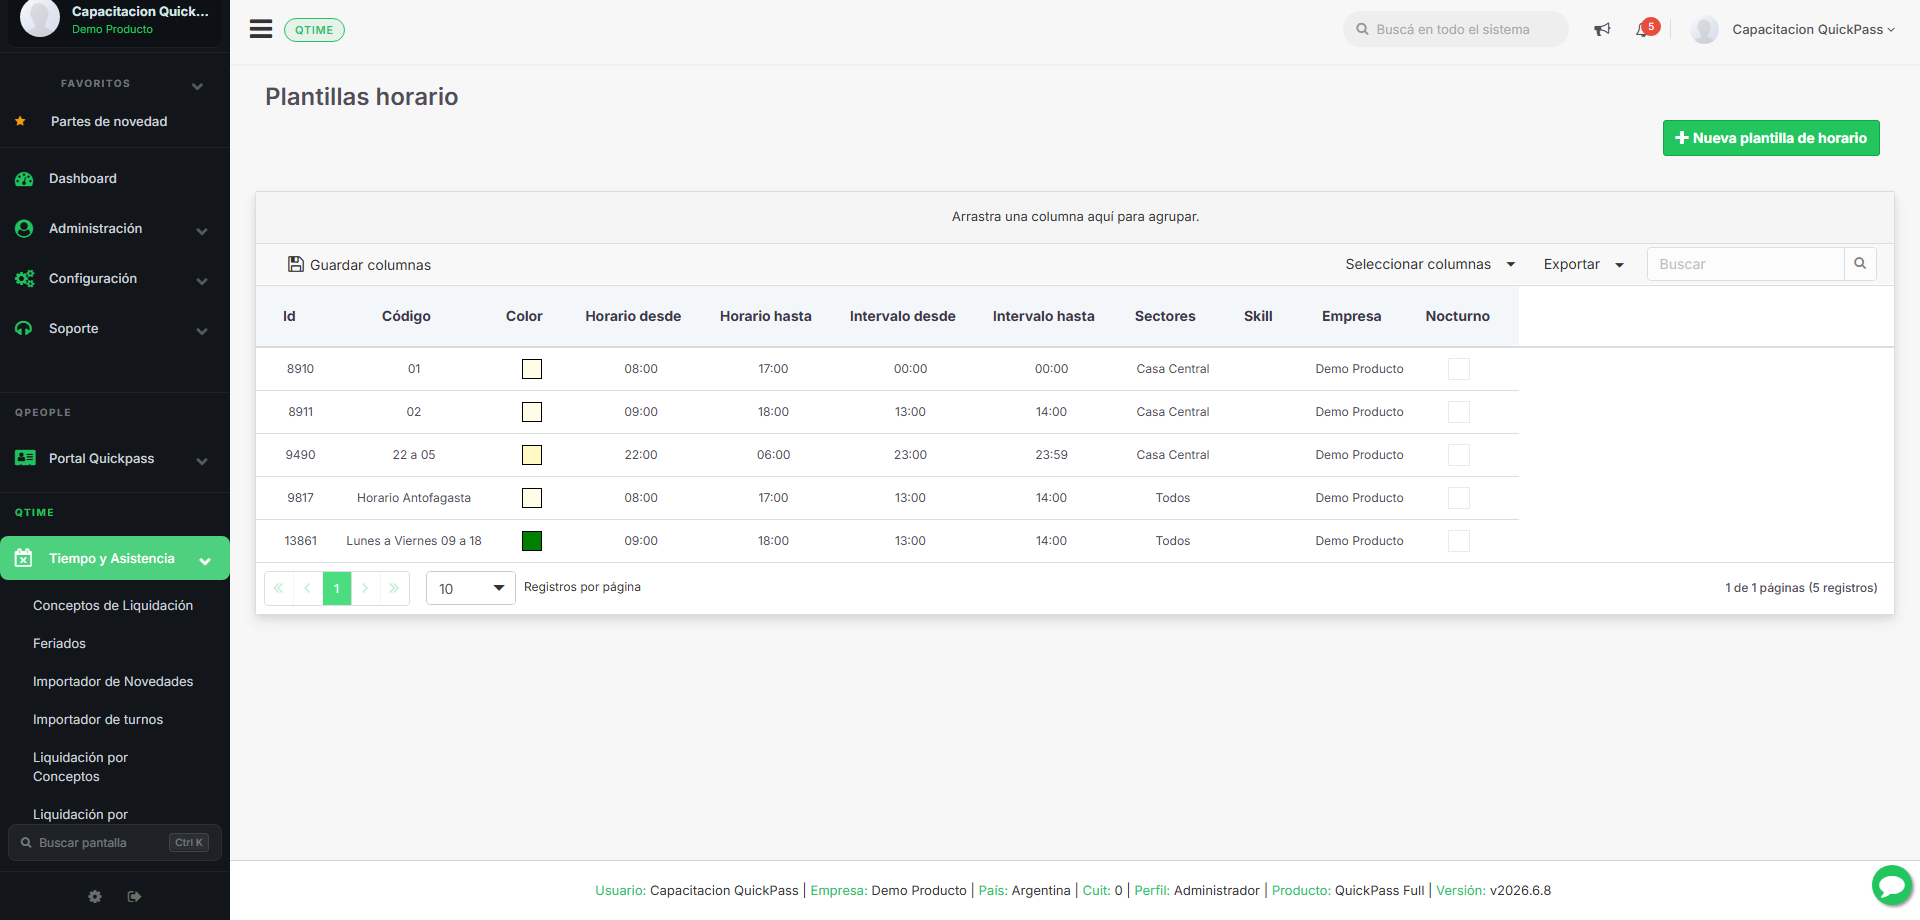 Capacitacion Quick...
Demo Producto
FAVORITOS
Partes de novedad
Dashboard
Administración
Configuración
Soporte
QPEOPLE
Portal Quickpass
QTIME
Tiempo y Asistencia
Conceptos de Liquidación
Feriados
Importador de Novedades
Importador de turnos
Liquidación por
Conceptos
Liquidación por
Buscar pantalla Ctrl K
QTIME
Buscá en todo el sistema
5
Capacitacion QuickPass
Plantillas horario
Nueva plantilla de horario
Arrastra una columna aquí para agrupar.
Guardar columnas
Seleccionar columnas
Exportar
Buscar
Id Código Color Horario desde Horario hasta Intervalo desde Intervalo hasta Sectores Skill Empresa Nocturno
8910 01 08:00 17:00 00:00 00:00 Casa Central Demo Producto
8911 02 09:00 18:00 13:00 14:00 Casa Central Demo Producto
9490 22 a 05 22:00 06:00 23:00 23:59 Casa Central Demo Producto
9817 Horario Antofagasta 08:00 17:00 13:00 14:00 Todos Demo Producto
13861 Lunes a Viernes 09 a 18 09:00 18:00 13:00 14:00 Todos Demo Producto
« ‹ 1 › » 10 Registros por página
1 de 1 páginas (5 registros)
Usuario: Capacitacion QuickPass | Empresa: Demo Producto | País: Argentina | Cuit: 0 | Perfil: Administrador | Producto: QuickPass Full | Versión: v2026.6.8